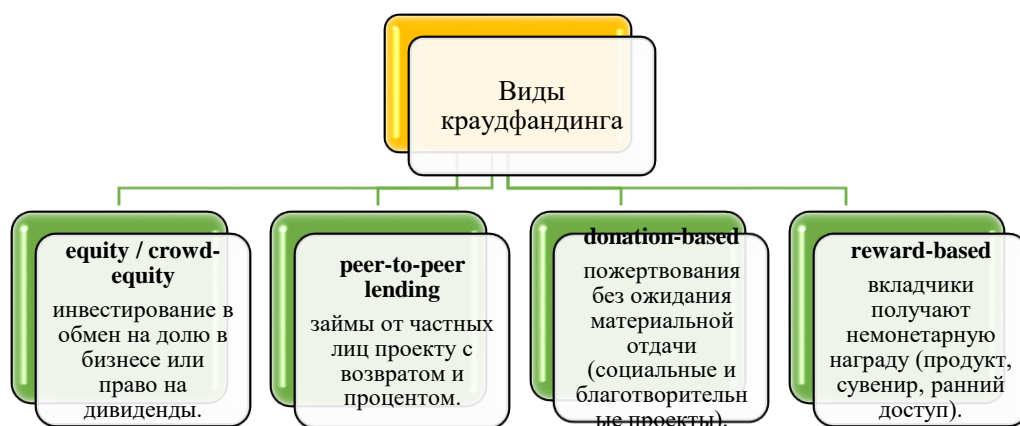 Виды
краудфандинга
equity / crowd-
equity
инвестирование в
обмен на долю в
бизнесе или
право на
дивиденды.
peer-to-peer
lending
займы от частных
лиц проекту с
возвратом и
процентом.
donation-based
пожертвования
без ожидания
материальной
отдачи
(социальные и
благотворительн
ые проекты).
reward-based
вкладчики
получают
немонетарную
награду (продукт,
сувенир, ранний
доступ).